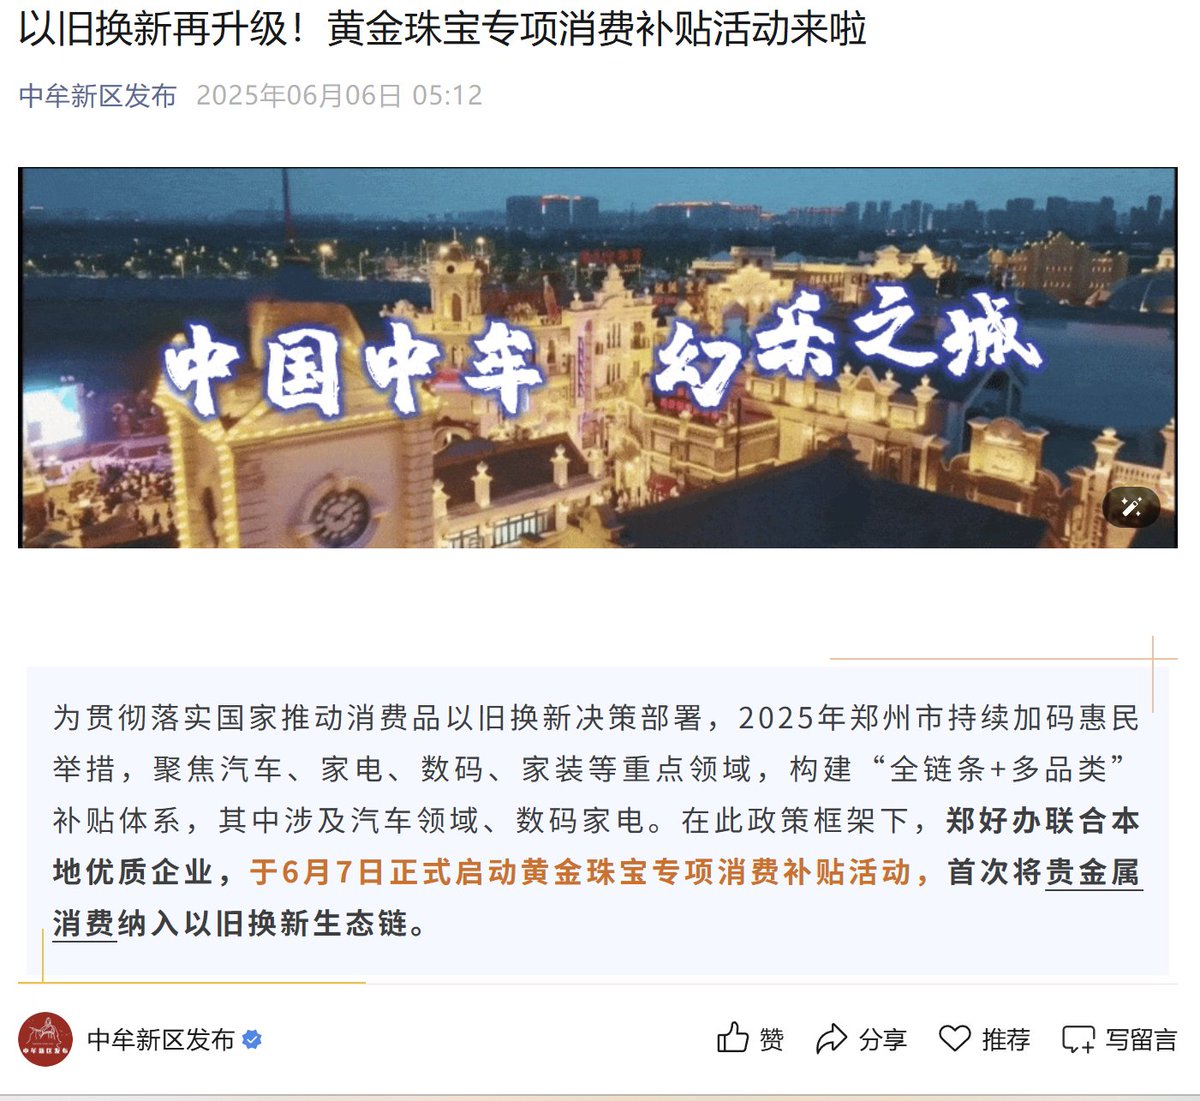 以旧换新再升级！黄金珠宝专项消费补贴活动来啦
中牟新区发布 2025年06月06日 05:12
中国中牟 幻乐之城
为贯彻落实国家推动消费品以旧换新决策部署，2025年郑州市持续加码惠民
举措，聚焦汽车、家电、数码、家装等重点领域，构建“全链条+多品类”
补贴体系，其中涉及汽车领域、数码家电。在此政策框架下，郑好办联合本
地优质企业，于6月7日正式启动黄金珠宝专项消费补贴活动，首次将贵金属
消费纳入以旧换新生态链。
中牟新区发布
中牟新区发布 赞 分享 推荐 写留言